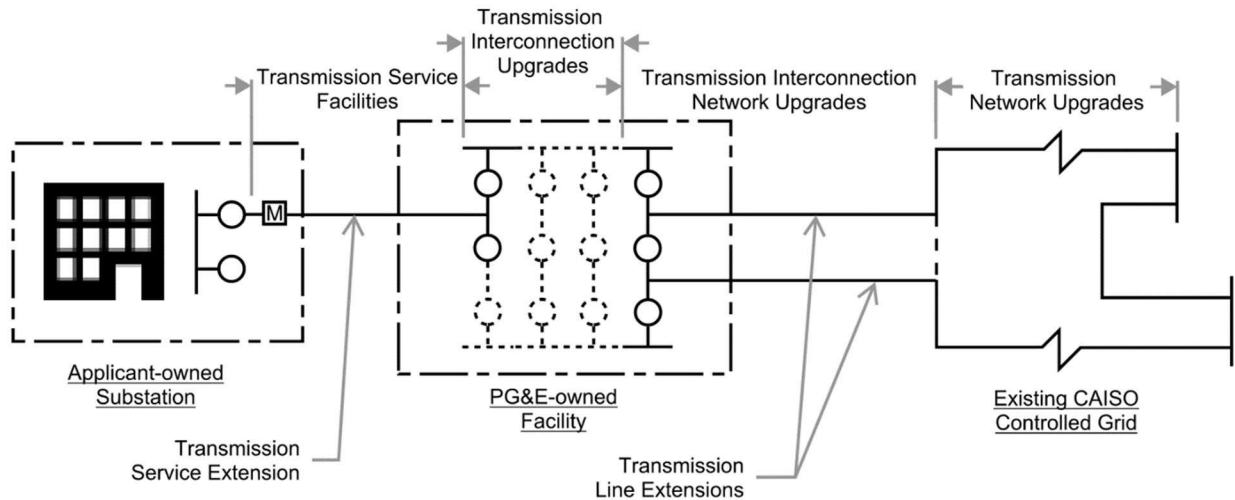 Transmission
Interconnection
Upgrades
Transmission Service
Facilities
Transmission Interconnection
Network Upgrades
Transmission
Network Upgrades
M
Applicant-owned
Substation
PG&E-owned
Facility
Existing CAISO
Controlled Grid
Transmission
Service Extension
Transmission
Line Extensions